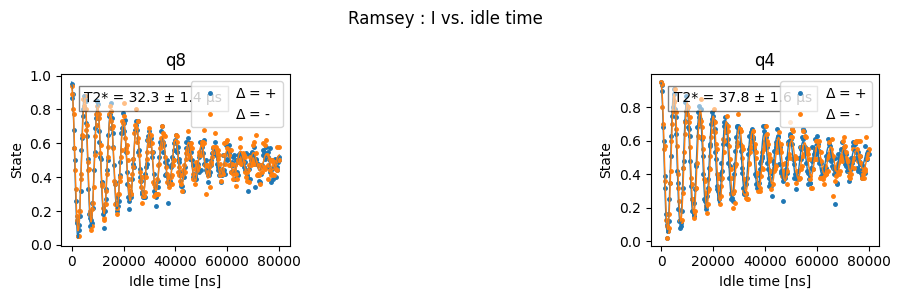 Ramsey : I vs. idle time
q8
T2* = 32.3 ± 1.4 µs
Δ = +
Δ = -
State
1.0
0.8
0.6
0.4
0.2
0.0
0 20000 40000 60000 80000
Idle time [ns]
q4
T2* = 37.8 ± 1.6 µs
Δ = +
Δ = -
State
0.8
0.6
0.4
0.2
0.0
0 20000 40000 60000 80000
Idle time [ns]